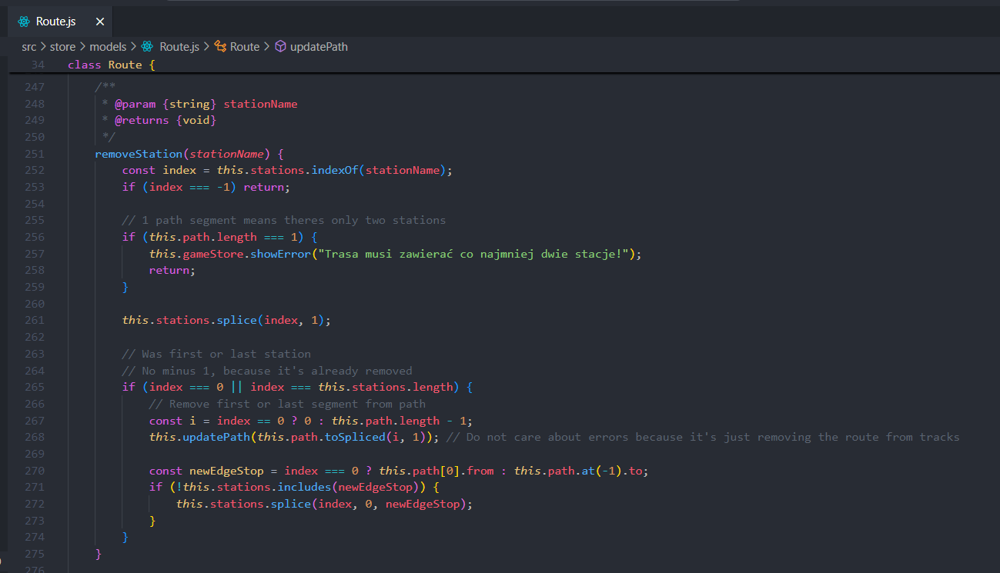 Route.js ×
src > store > models > Route.js > Route > updatePath
34 class Route {
247 /**
248 * @param {string} stationName
249 * @returns {void}
250 */
251 removeStation(stationName) {
252 const index = this.stations.indexOf(stationName);
253 if (index === -1) return;
254
255 // 1 path segment means theres only two stations
256 if (this.path.length === 1) {
257 this.gameStore.showError("Trasa musi zawierać co najmniej dwie stacje!");
258 return;
259 }
260
261 this.stations.splice(index, 1);
262
263 // Was first or last station
264 // No minus 1, because it's already removed
265 if (index === 0 || index === this.stations.length) {
266 // Remove first or last segment from path
267 const i = index == 0 ? 0 : this.path.length - 1;
268 this.updatePath(this.path.toSpliced(i, 1)); // Do not care about errors because it's just removing the route from tracks
269
270 const newEdgeStop = index === 0 ? this.path[0].from : this.path.at(-1).to;
271 if (!this.stations.includes(newEdgeStop)) {
272 this.stations.splice(index, 0, newEdgeStop);
273 }
274 }
275 }
276